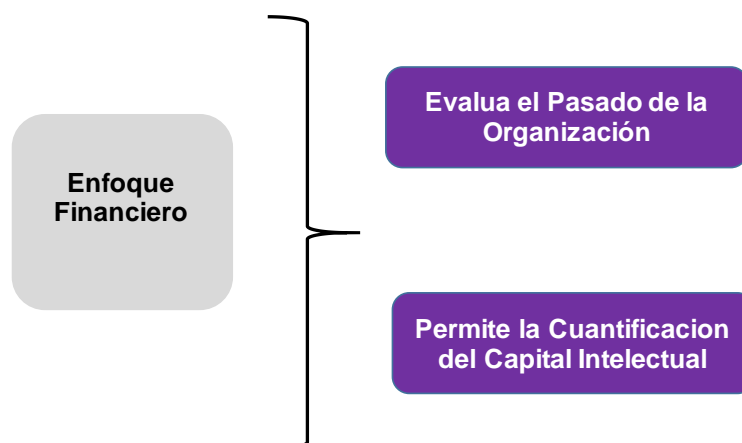 Enfoque
Financiero
Evalua el Pasado de la
Organización
Permite la Cuantificacion
del Capital Intelectual